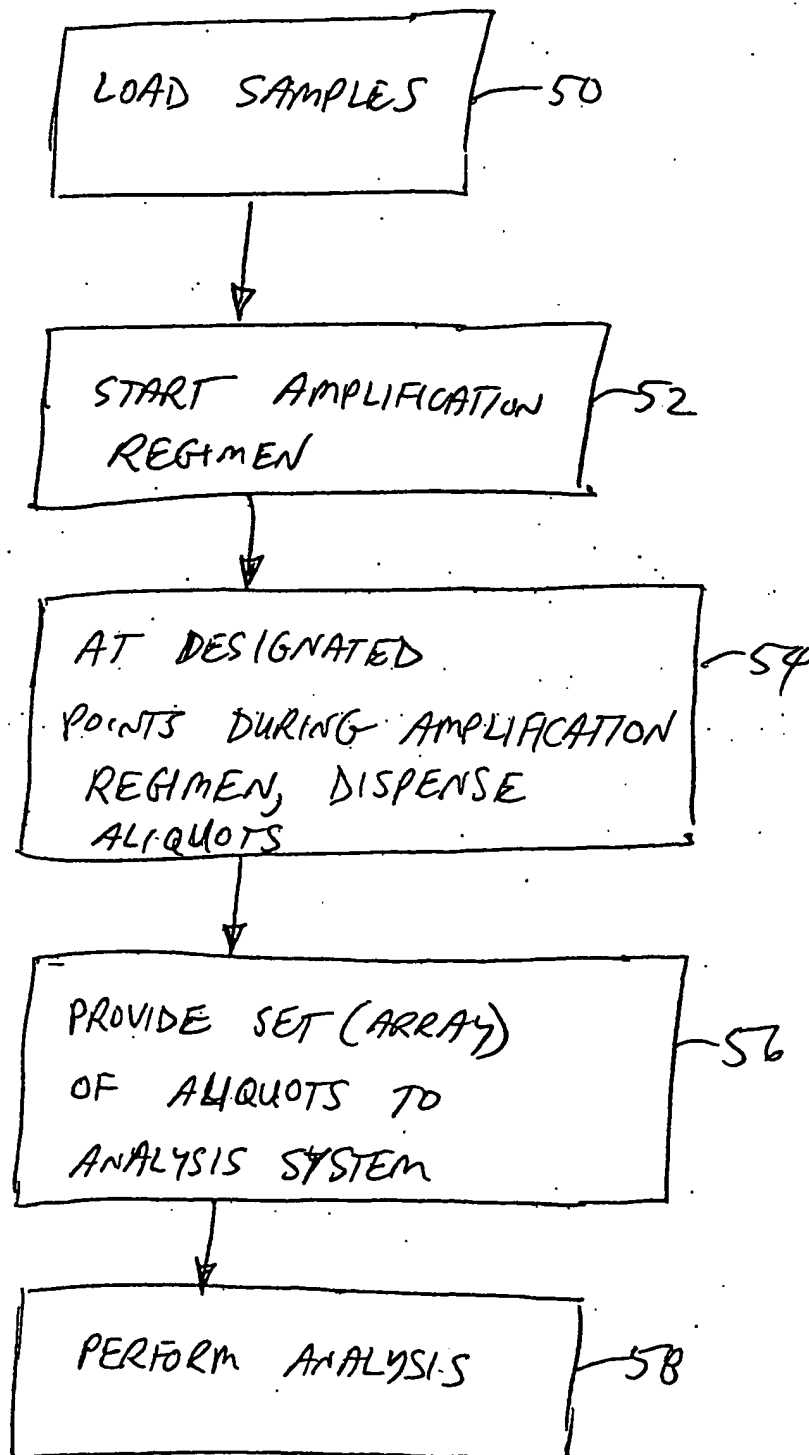 LOAD SAMPLES
50
START AMPLIFICATION
52
REGIMEN
AT DESIGNATED
54
POINTS DURING AMPLIFICATION
REGIMEN, DISPENSE
ALIQUOTS
PROVIDE SET (ARRAY)
56
OF ALIQUOTS TO
ANALYSIS SYSTEM
PERFORM ANALYSIS
58